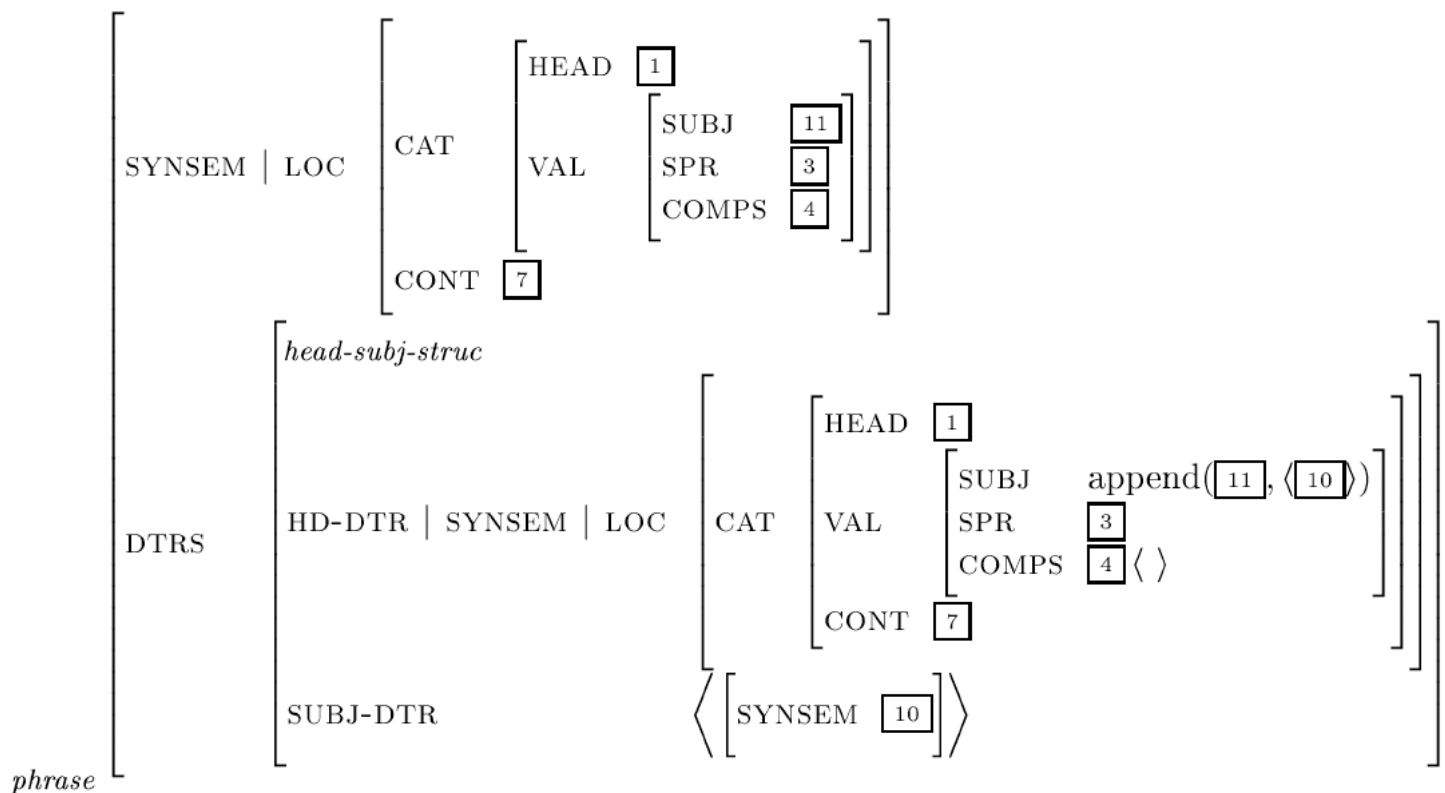 HEAD 1
SUBJ 11
CAT
SYNSEM | LOC VAL SPR 3
COMPS 4
CONT 7
head-subj-struc
HEAD 1
SUBJ append( 11 , ⟨ 10 ⟩)
HD-DTR | SYNSEM | LOC CAT VAL SPR 3
DTRS
COMPS 4 ⟨ ⟩
CONT 7
SUBJ-DTR ⟨ [ SYNSEM 10 ] ⟩
phrase